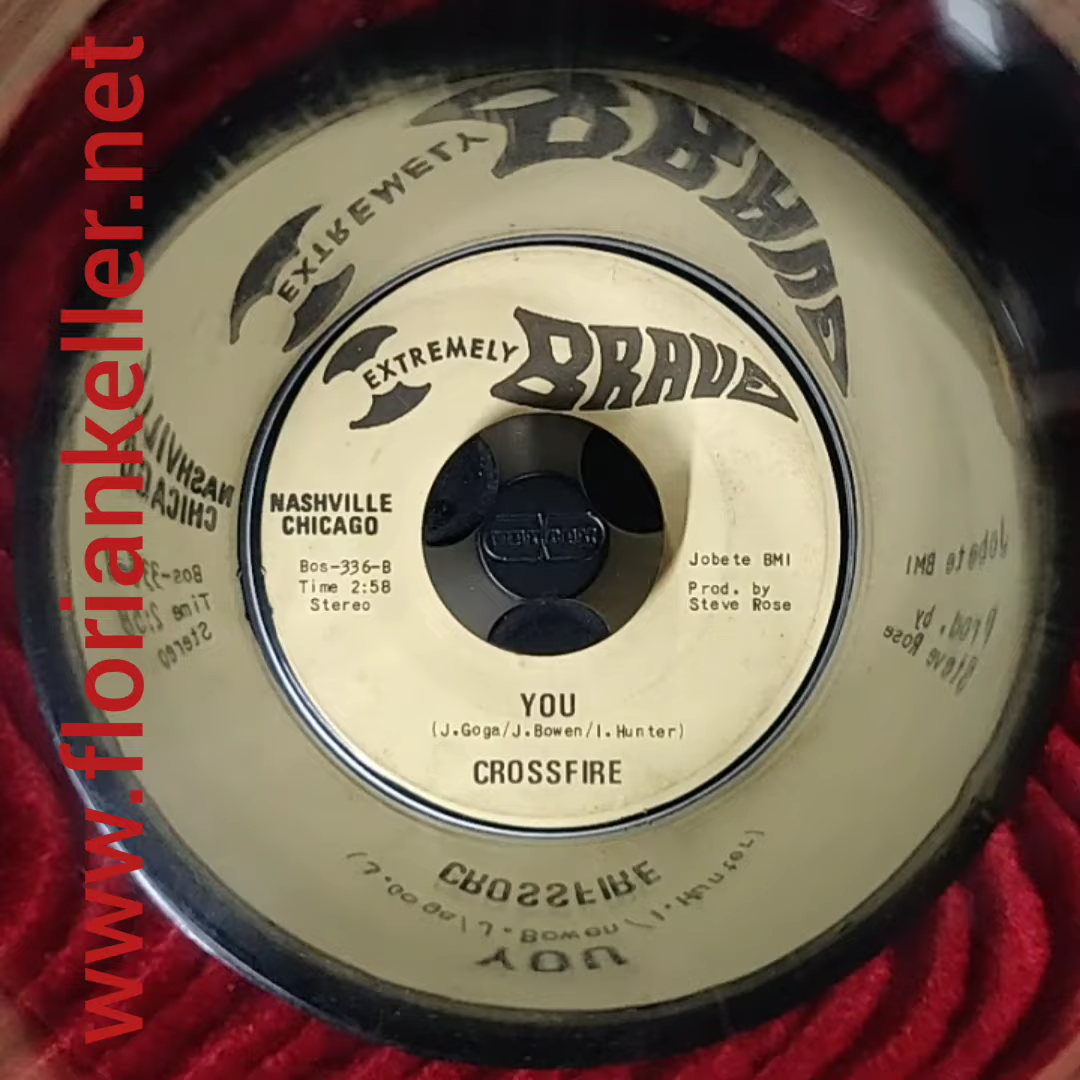 www.floriankeller.net
EXTREMELY BRAVE
NASHVILLE
CHICAGO
Bos-336-B
Time 2:58
Stereo
Jobete BMI
Prod. by
Steve Rose
YOU
(J.Goga/J.Bowen/I.Hunter)
CROSSFIRE